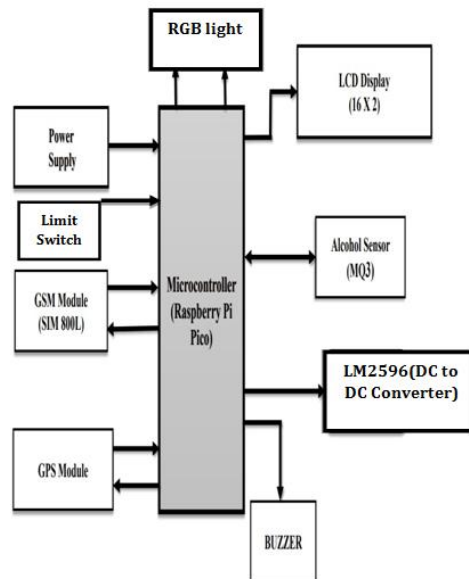 RGB light
LCD Display
(16 X 2)
Power
Supply
Limit
Switch
Microcontroller
(Raspberry Pi
Pico)
Alcohol Sensor
(MQ3)
GSM Module
(SIM 800L)
LM2596(DC to
DC Converter)
GPS Module
BUZZER